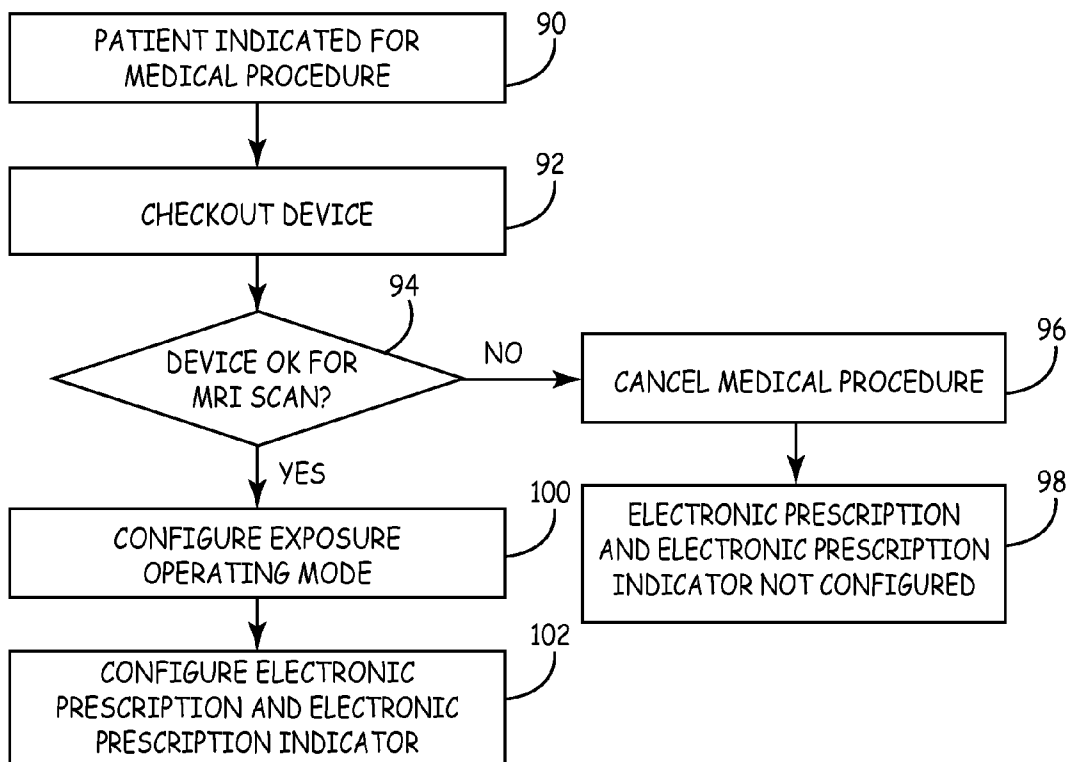 PATIENT INDICATED FOR
MEDICAL PROCEDURE
90
CHECKOUT DEVICE
92
DEVICE OK FOR
MRI SCAN?
94
NO
CANCEL MEDICAL PROCEDURE
96
YES
ELECTRONIC PRESCRIPTION
AND ELECTRONIC PRESCRIPTION
INDICATOR NOT CONFIGURED
98
CONFIGURE EXPOSURE
OPERATING MODE
100
CONFIGURE ELECTRONIC
PRESCRIPTION AND ELECTRONIC
PRESCRIPTION INDICATOR
102